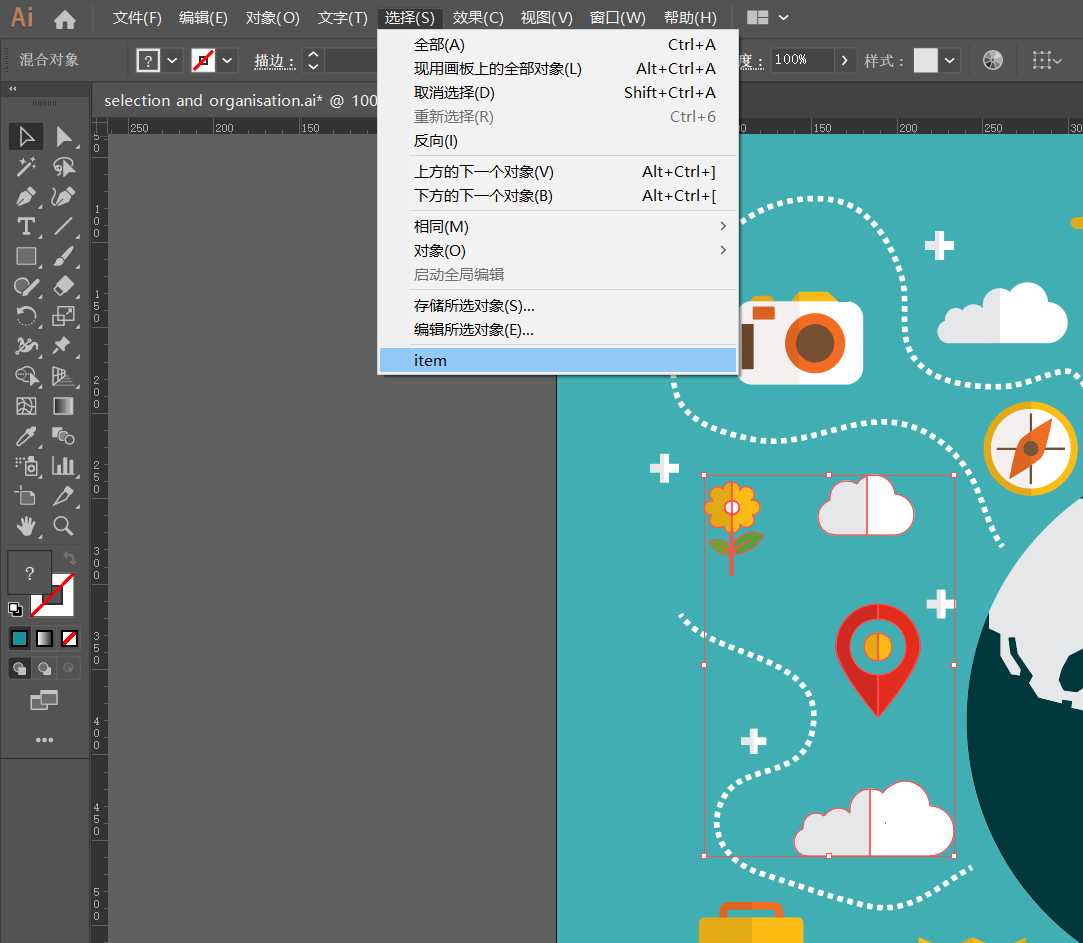 Ai 文件(F) 编辑(E) 对象(O) 文字(T) 选择(S) 效果(C) 视图(V) 窗口(W) 帮助(H)
混合对象 ? 描边: 度: 100% 样式:
selection and organisation.ai* @ 100
全部(A) Ctrl+A
现用画板上的全部对象(L) Alt+Ctrl+A
取消选择(D) Shift+Ctrl+A
重新选择(R) Ctrl+6
反向(I)
上方的下一个对象(V) Alt+Ctrl+]
下方的下一个对象(B) Alt+Ctrl+[
相同(M)
对象(O)
启动全局编辑
存储所选对象(S)...
编辑所选对象(E)...
item
250 200 150 00 150 200 250 300
50
100
150
200
250
300
350
400
450
500
?